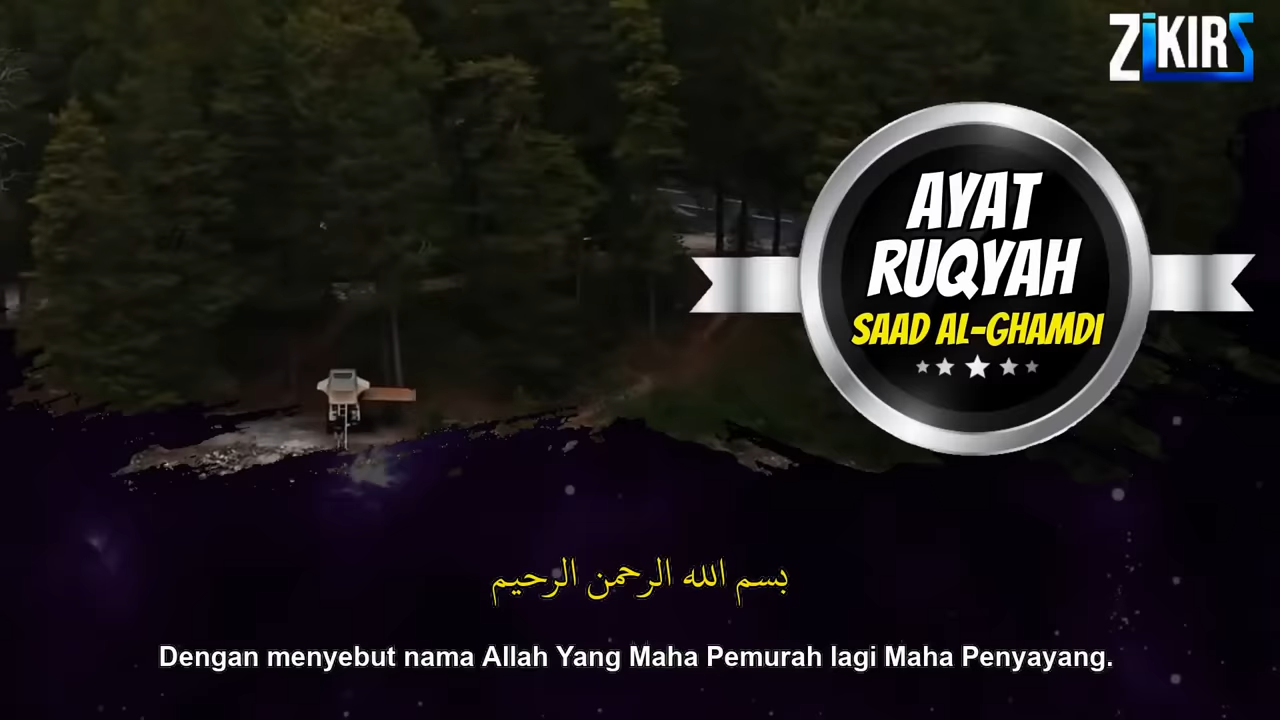 ZiKIRS
AYAT
RUQYAH
SAAD AL-GHAMDI
بسم الله الرحمن الرحيم
Dengan menyebut nama Allah Yang Maha Pemurah lagi Maha Penyayang.